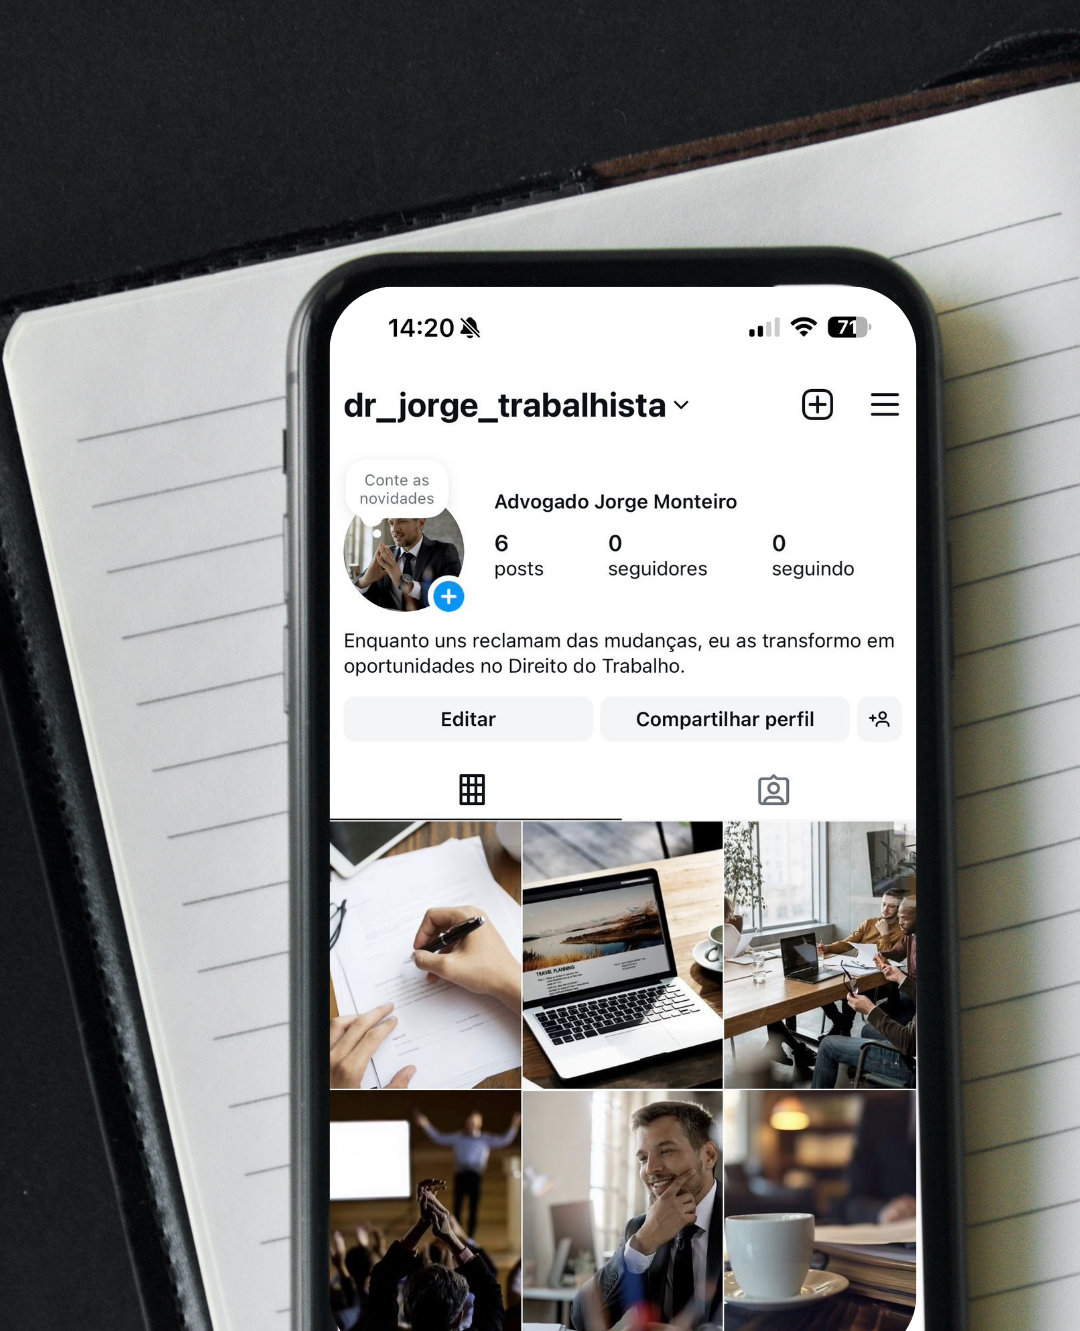 14:20
71
dr_jorge_trabalhista
Conte as
novidades
Advogado Jorge Monteiro
6
0
0
posts
seguidores
seguindo
Enquanto uns reclamam das mudanças, eu as transformo em
oportunidades no Direito do Trabalho.
Editar
Compartilhar perfil
TRAVEL PLANNING